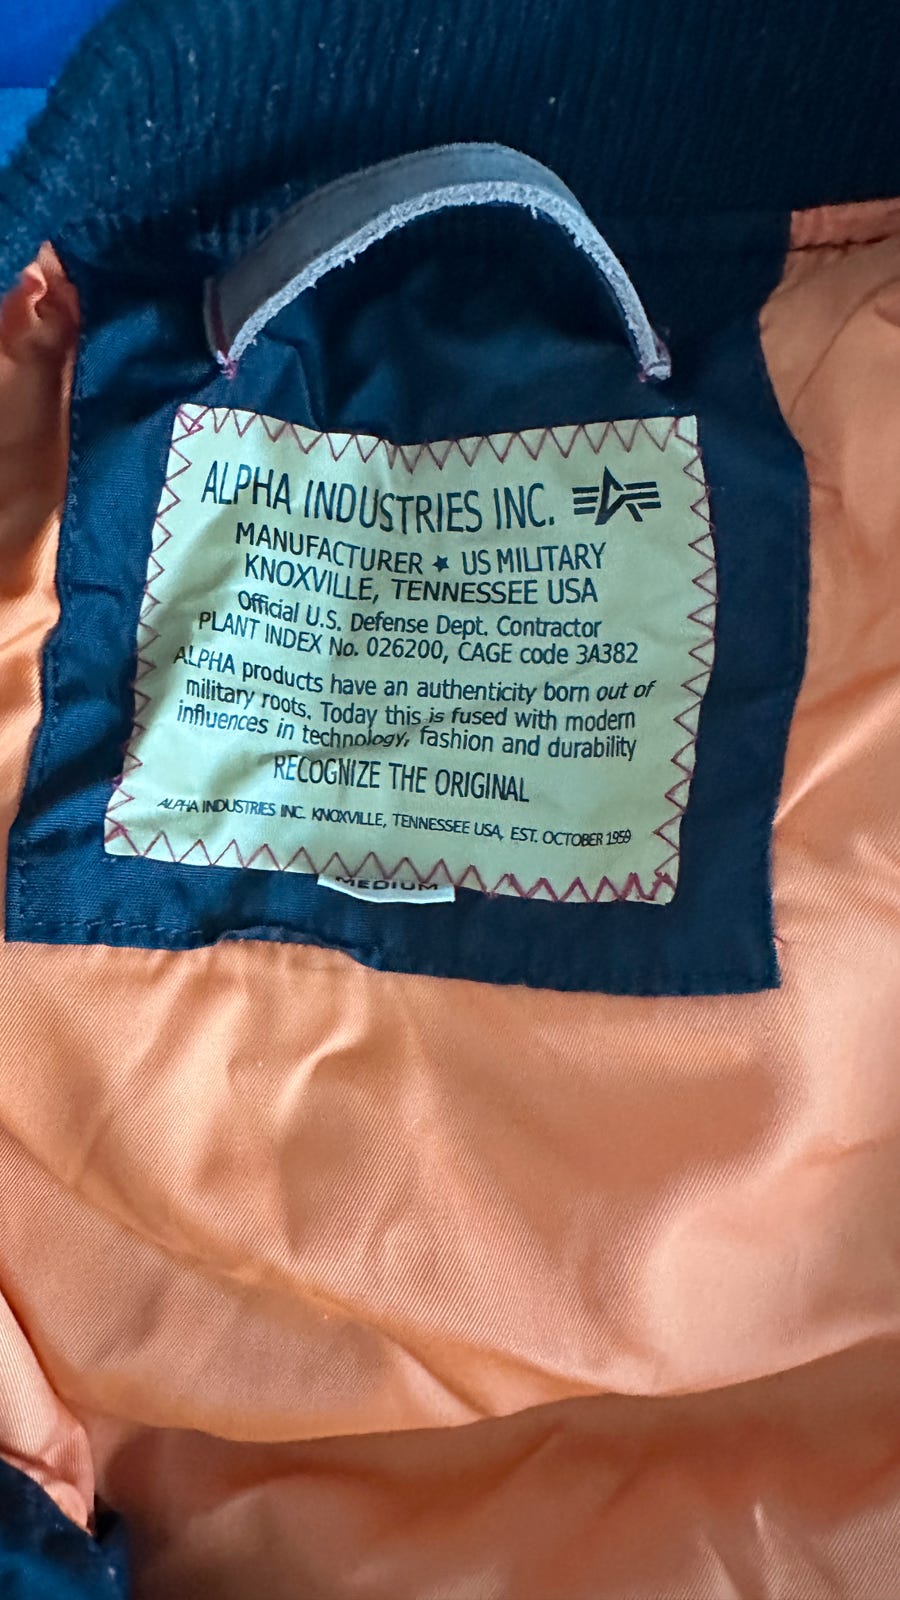 ALPHA INDUSTRIES INC.
MANUFACTURER ★ US MILITARY
KNOXVILLE, TENNESSEE USA
Official U.S. Defense Dept. Contractor
PLANT INDEX No. 026200, CAGE code 3A382
ALPHA products have an authenticity born out of
military roots. Today this is fused with modern
influences in technology, fashion and durability
RECOGNIZE THE ORIGINAL
ALPHA INDUSTRIES INC. KNOXVILLE, TENNESSEE USA, EST. OCTOBER 1959
MEDIUM